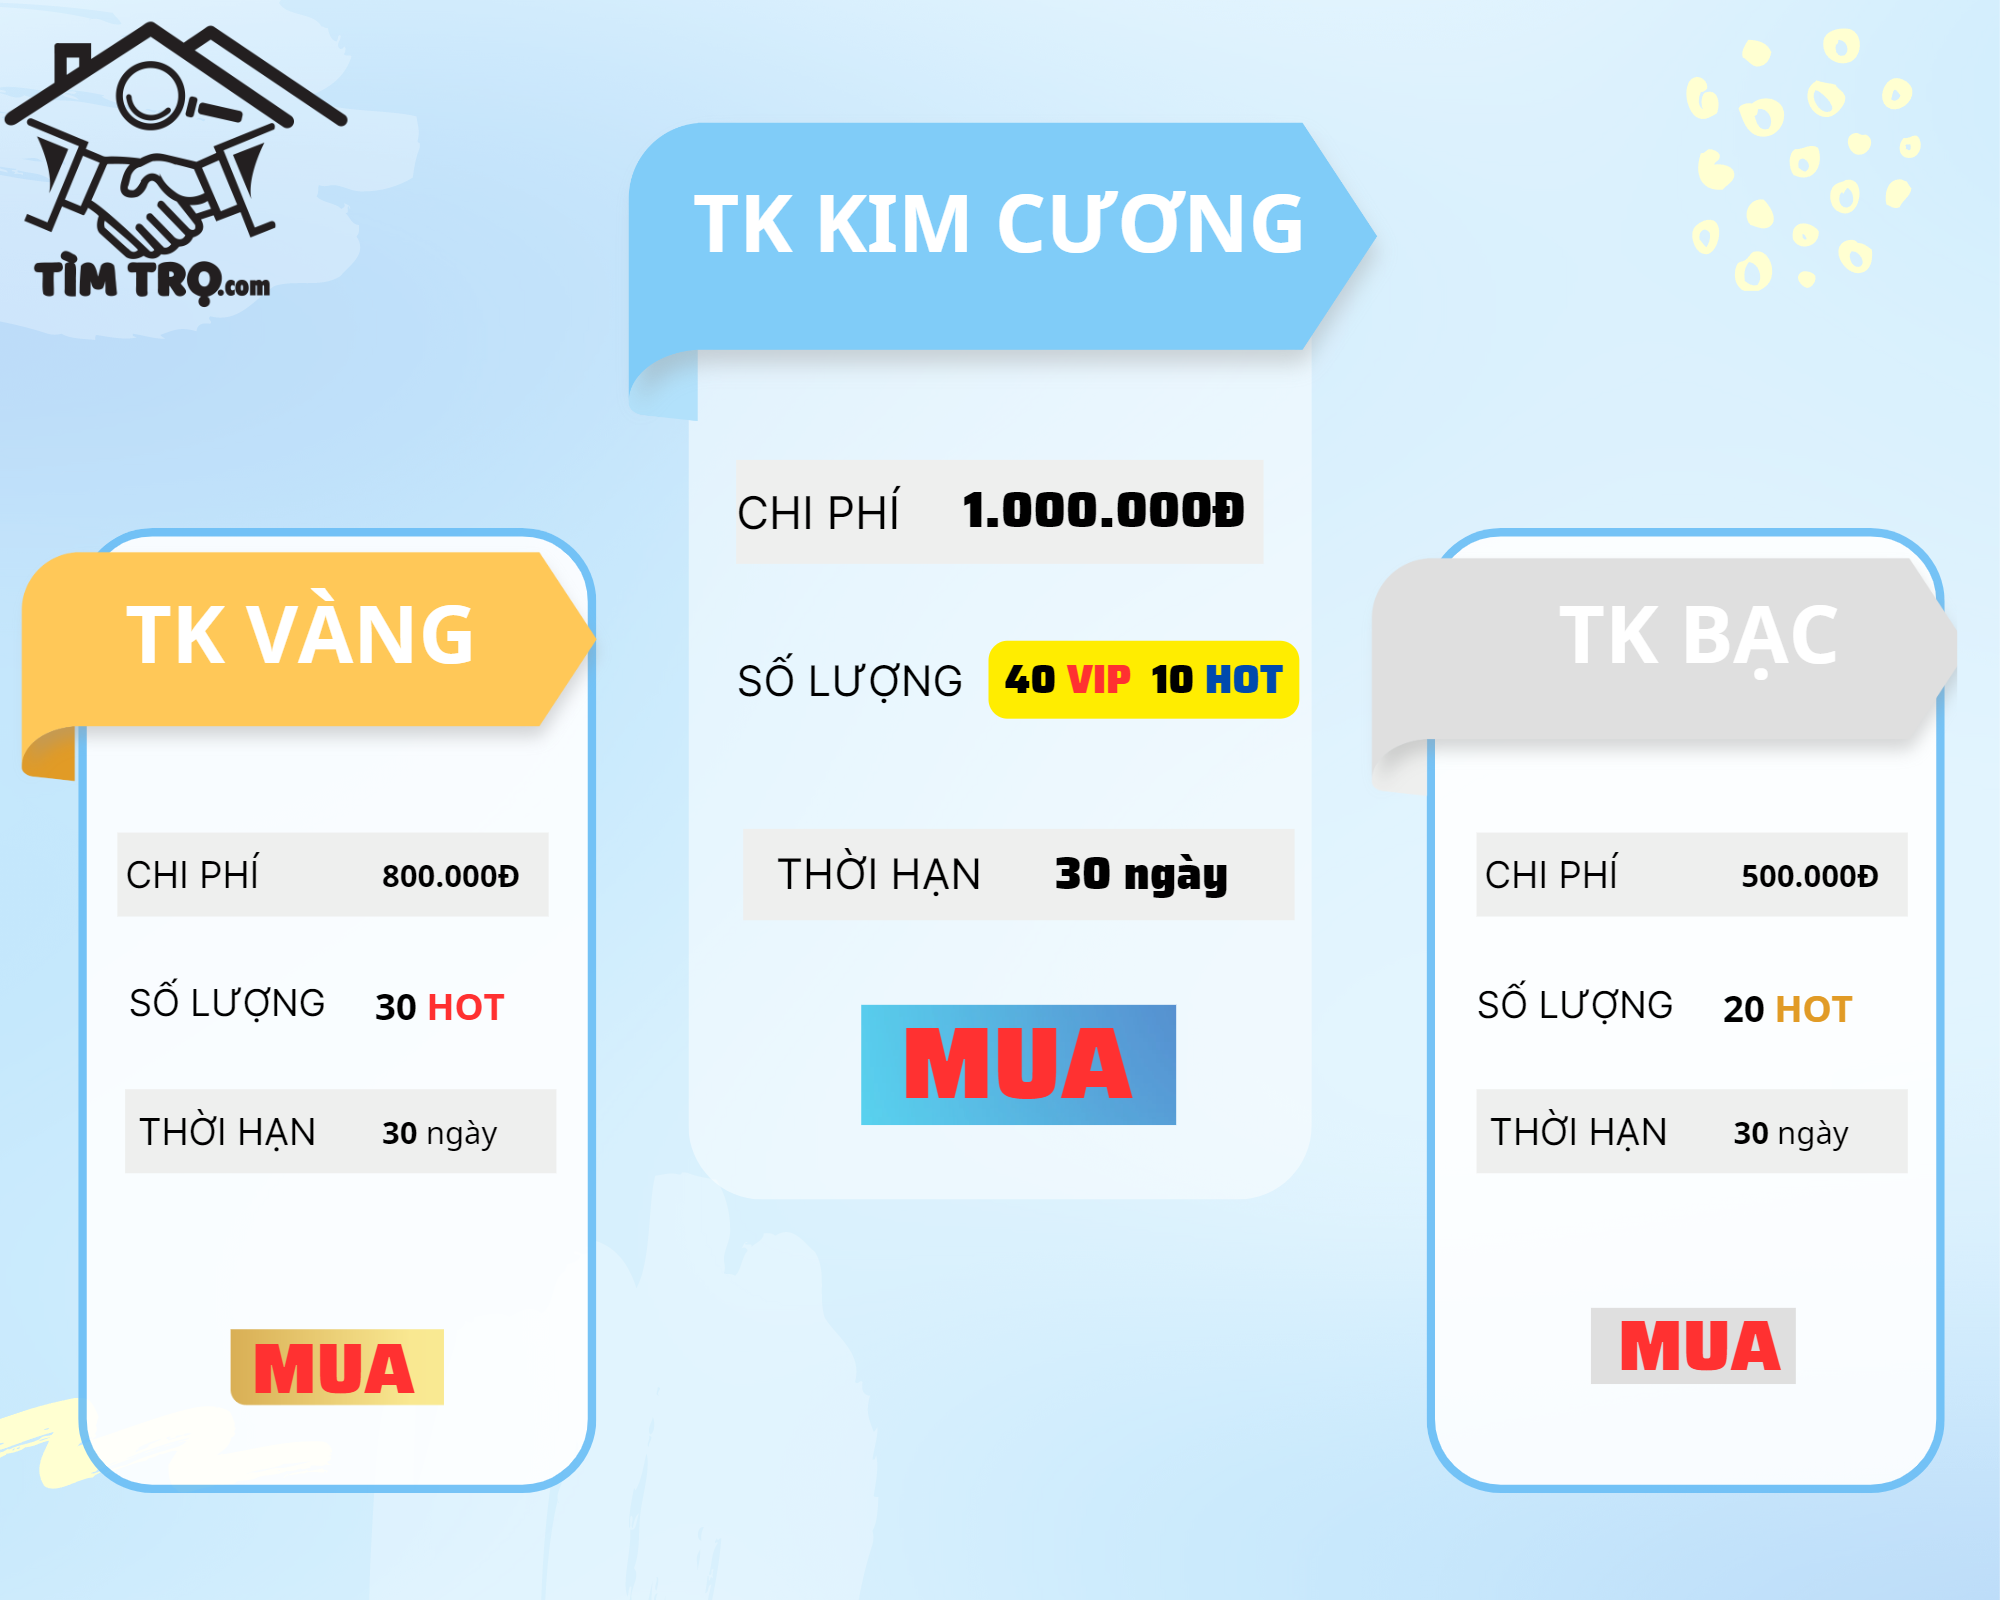 TÌM TRỌ.com
TK KIM CƯƠNG
CHI PHÍ 1.000.000Đ
SỐ LƯỢNG 40 VIP 10 HOT
THỜI HẠN 30 ngày
MUA
TK VÀNG
CHI PHÍ 800.000Đ
SỐ LƯỢNG 30 HOT
THỜI HẠN 30 ngày
MUA
TK BẠC
CHI PHÍ 500.000Đ
SỐ LƯỢNG 20 HOT
THỜI HẠN 30 ngày
MUA